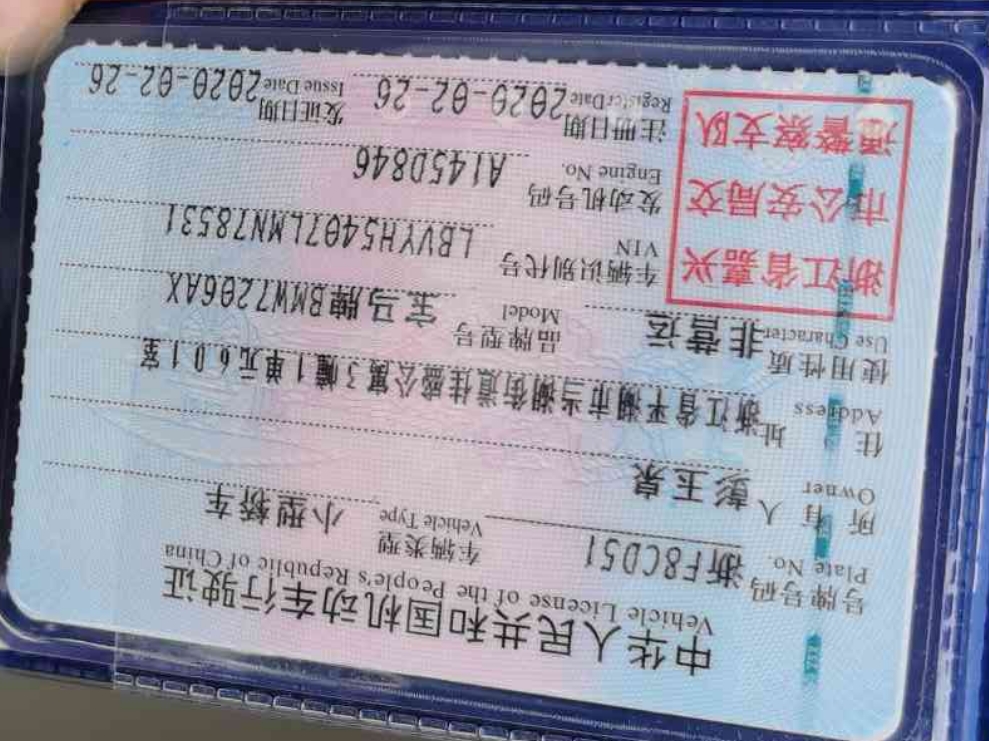 中华人民共和国机动车行驶证
Vehicle License of the People's Republic of China
号牌号码 浙F8CD51 车辆类型 小型轿车
Plate No. Vehicle Type
所有人 彭玉泉
Owner
住址 浙江省平湖市当湖街道佳盛公寓3幢1单元601室
Address
使用性质 非营运 品牌型号 宝马牌BMW7206AX
Use Character Model
浙江省嘉兴
市公安局交
通警察支队
车辆识别代号 LBVYH5407LMN78531
VIN
发动机号码 A145D846
Engine No.
注册日期 2020-02-26 发证日期 2020-02-26
Register Date Issue Date